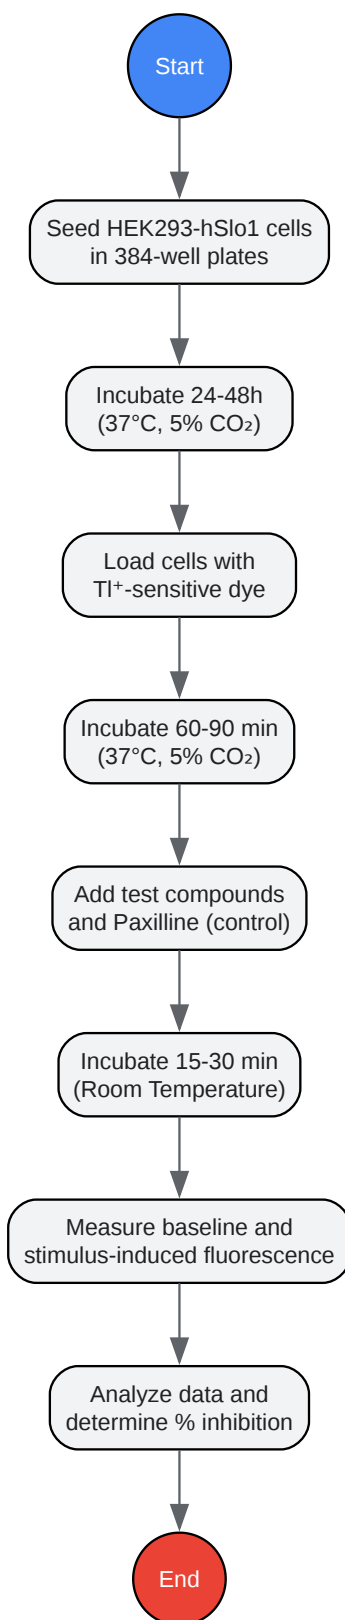 Start
Seed HEK293-hSlo1 cells
in 384-well plates
Incubate 24-48h
(37°C, 5% CO₂)
Load cells with
Tl⁺-sensitive dye
Incubate 60-90 min
(37°C, 5% CO₂)
Add test compounds
and Paxilline (control)
Incubate 15-30 min
(Room Temperature)
Measure baseline and
stimulus-induced fluorescence
Analyze data and
determine % inhibition
End